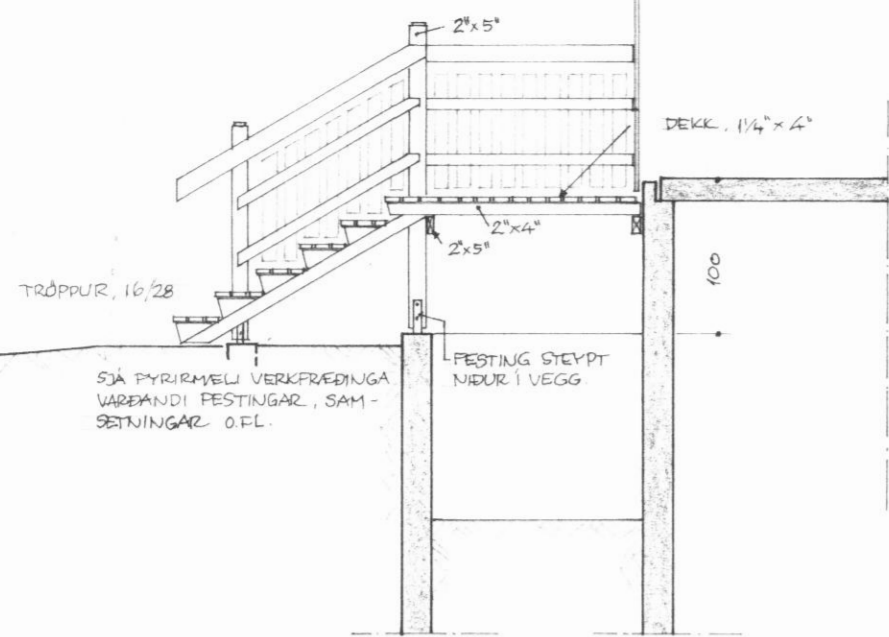 2"x5"
DEKK. 1¼"x4"
2"x4"
2"x5"
100
TRÖPPUR, 16/28
FESTING STEYPT
NIÐUR Í VEGG.
SJÁ FYRIRMÆLI VERKFRÆÐINGA
VARÐANDI FESTINGAR, SAM-
SETNINGAR O.FL.